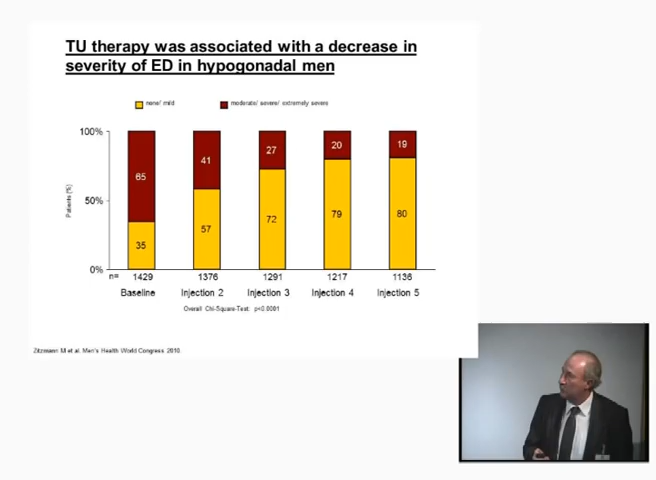 TU therapy was associated with a decrease in
severity of ED in hypogonadal men
none/ mild moderate/ severe/ extremely severe
100%
50%
0%
Patients (%)
65 41 27 20 19
35 57 72 79 80
n= 1429 1376 1291 1217 1136
Baseline Injection 2 Injection 3 Injection 4 Injection 5
Overall Chi-Square-Test: p<0.0001
Zitzmann M et al. Men's Health World Congress 2010